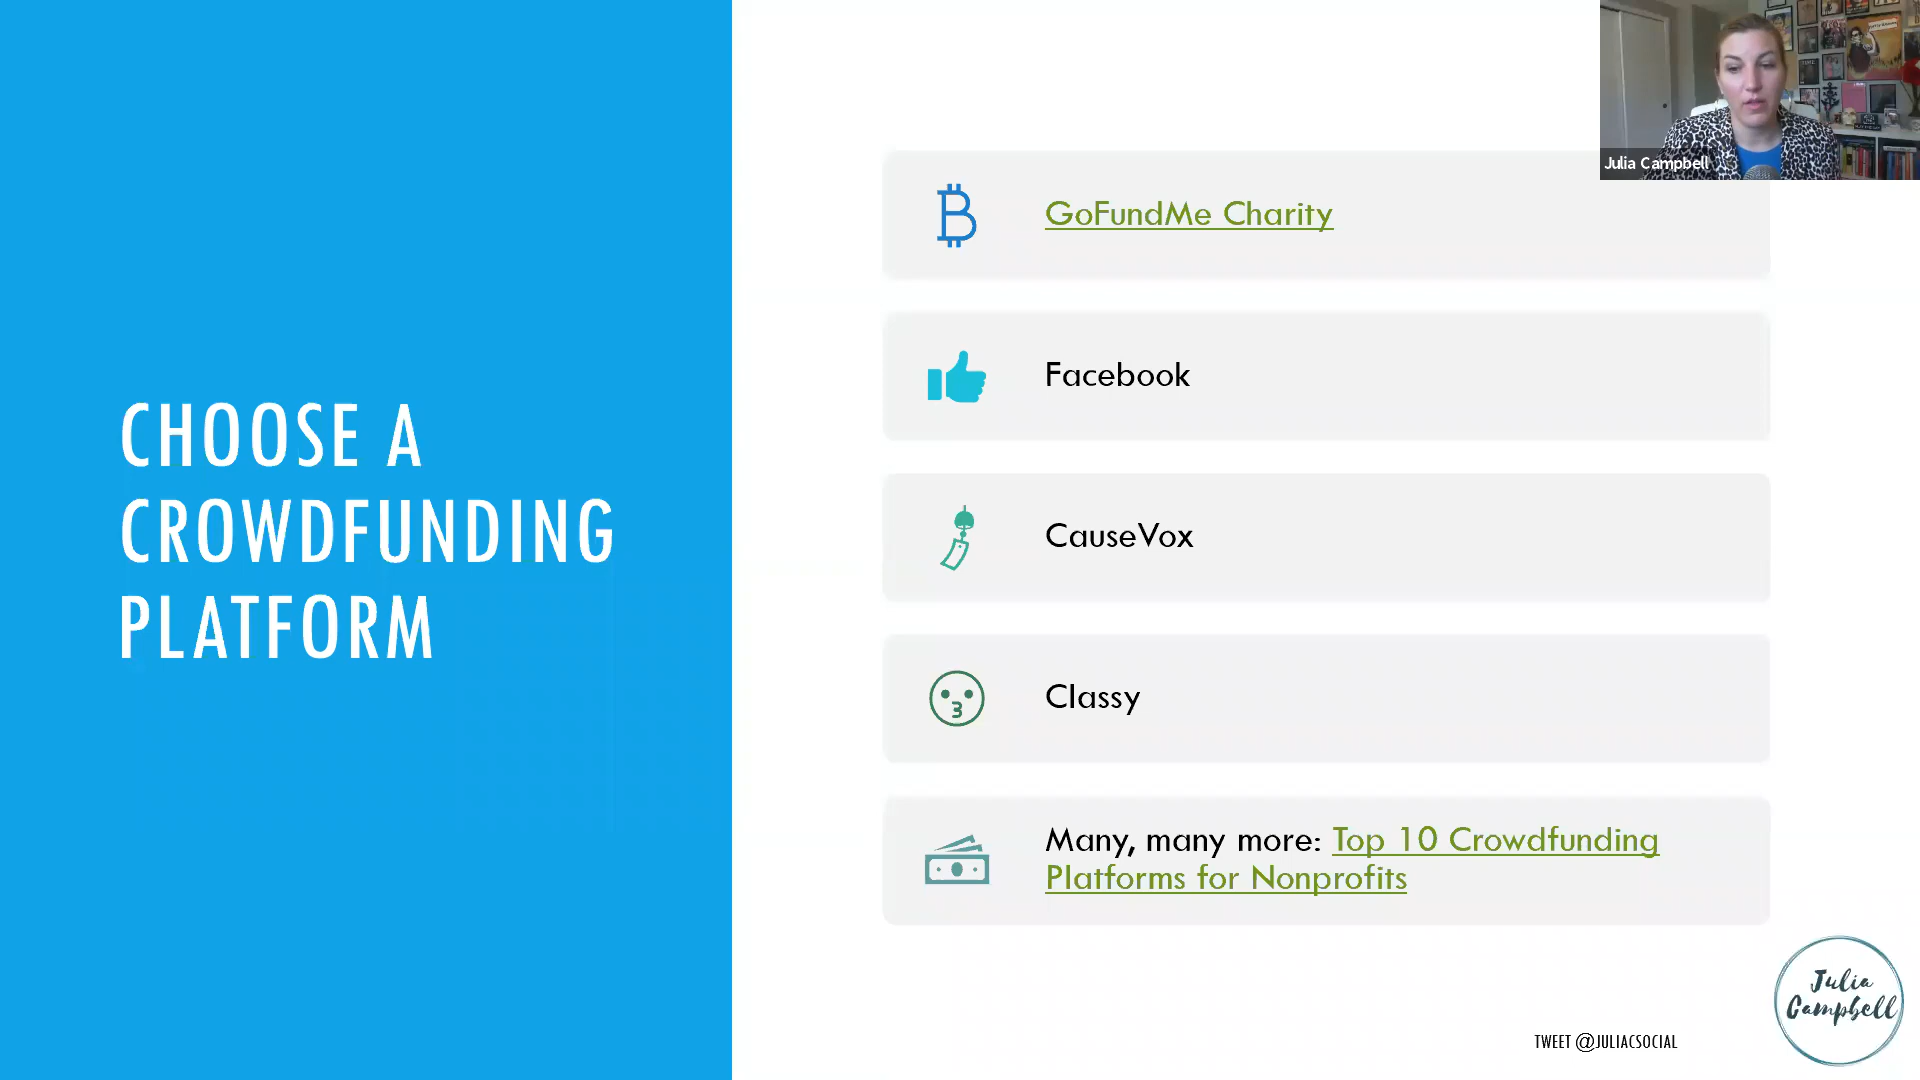 CHOOSE A
CROWDFUNDING
PLATFORM
GoFundMe Charity
Facebook
CauseVox
Classy
Many, many more: Top 10 Crowdfunding
Platforms for Nonprofits
Julia Campbell
Julia
Campbell
TWEET @JULIACSOCIAL